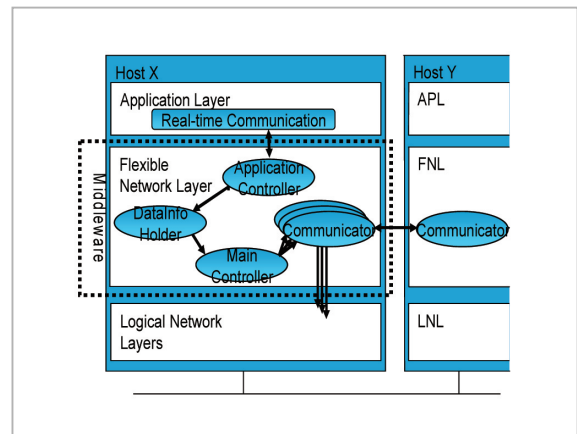 Host X
Application Layer
Real-time Communication
Middleware
Flexible
Network Layer
Application
Controller
DataInfo
Holder
Main
Controller
Communicator
Logical Network
Layers
Host Y
APL
FNL
Communicator
LNL